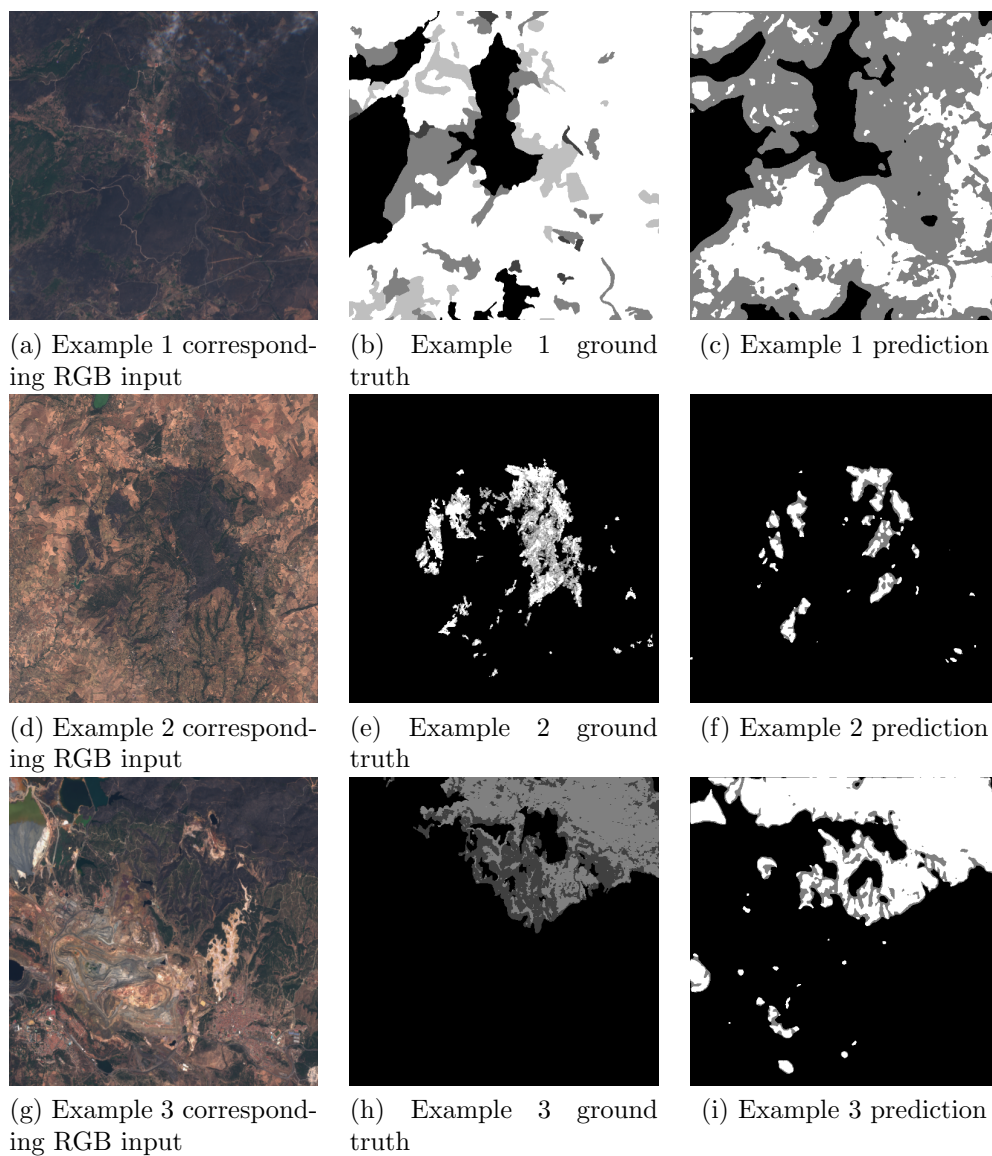 (a) Example 1 correspond-
ing RGB input
(b) Example 1 ground
truth
(c) Example 1 prediction
(d) Example 2 correspond-
ing RGB input
(e) Example 2 ground
truth
(f) Example 2 prediction
(g) Example 3 correspond-
ing RGB input
(h) Example 3 ground
truth
(i) Example 3 prediction